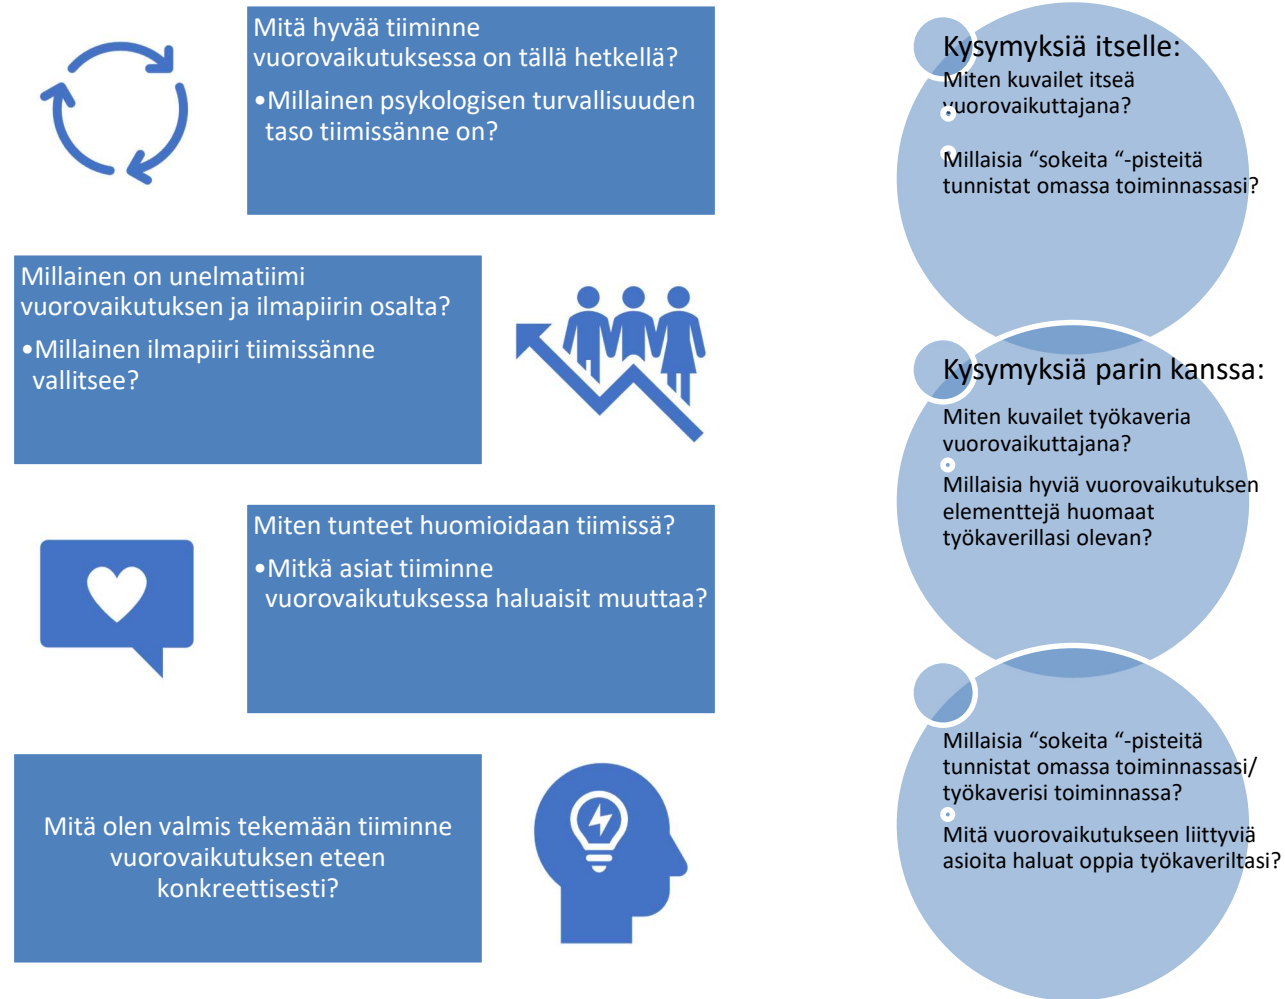 Mitä hyvää tiiminne
vuorovaikutuksessa on tällä hetkellä?
•Millainen psykologisen turvallisuuden
taso tiimissänne on?
Millainen on unelmatiimi
vuorovaikutuksen ja ilmapiirin osalta?
•Millainen ilmapiiri tiimissänne
vallitsee?
Miten tunteet huomioidaan tiimissä?
•Mitkä asiat tiiminne
vuorovaikutuksessa haluaisit muuttaa?
Mitä olen valmis tekemään tiiminne
vuorovaikutuksen eteen
konkreettisesti?
Kysymyksiä itselle:
Miten kuvailet itseä
vuorovaikuttajana?
Millaisia “sokeita “-pisteitä
tunnistat omassa toiminnassasi?
Kysymyksiä parin kanssa:
Miten kuvailet työkaveria
vuorovaikuttajana?
Millaisia hyviä vuorovaikutuksen
elementtejä huomaat
työkaverillasi olevan?
Millaisia “sokeita “-pisteitä
tunnistat omassa toiminnassasi/
työkaverisi toiminnassa?
Mitä vuorovaikutukseen liittyviä
asioita haluat oppia työkaveriltasi?